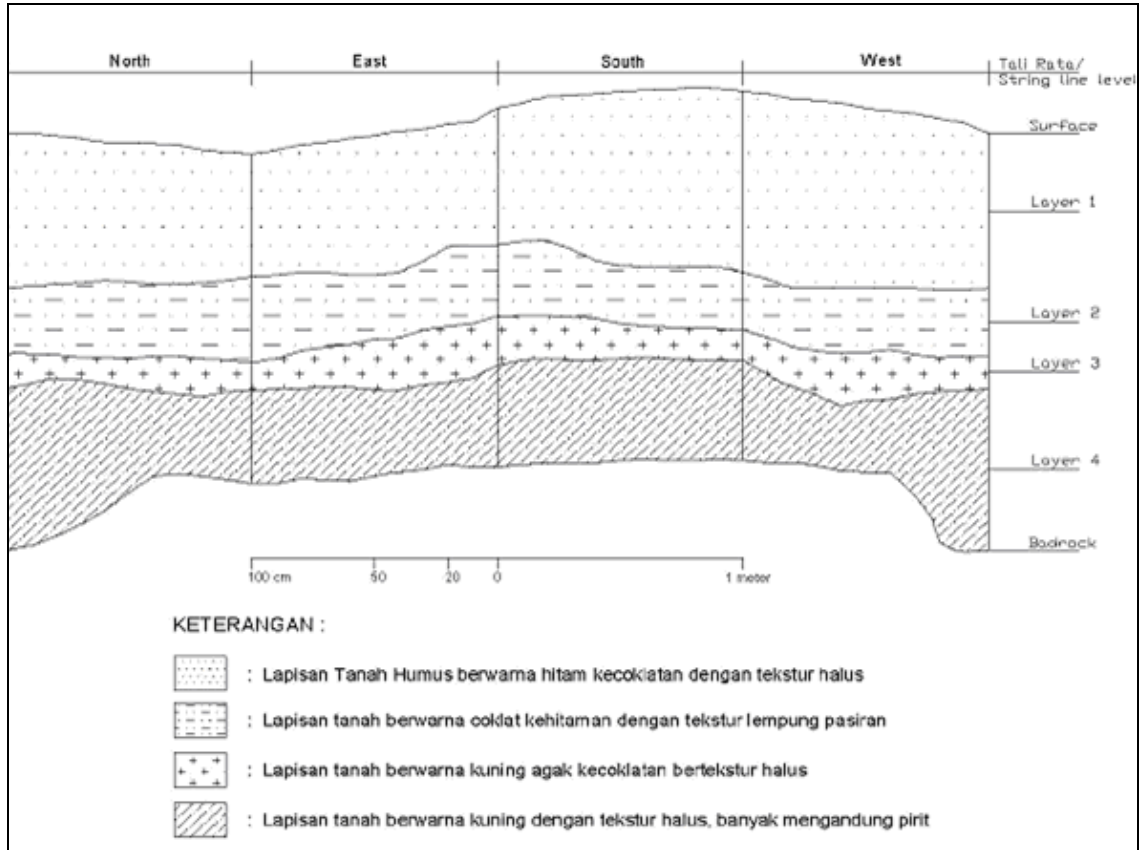 North East South West Tali Rata/
String line level
Surface
Layer 1
Layer 2
Layer 3
Layer 4
Badrock
100 cm 50 20 0 1 meter
KETERANGAN :
: Lapisan Tanah Humus berwarna hitam kecoklatan dengan tekstur halus
: Lapisan tanah berwarna coklat kehitaman dengan tekstur lempung pasiran
: Lapisan tanah berwarna kuning agak kecoklatan bertekstur halus
: Lapisan tanah berwarna kuning dengan tekstur halus, banyak mengandung pirit